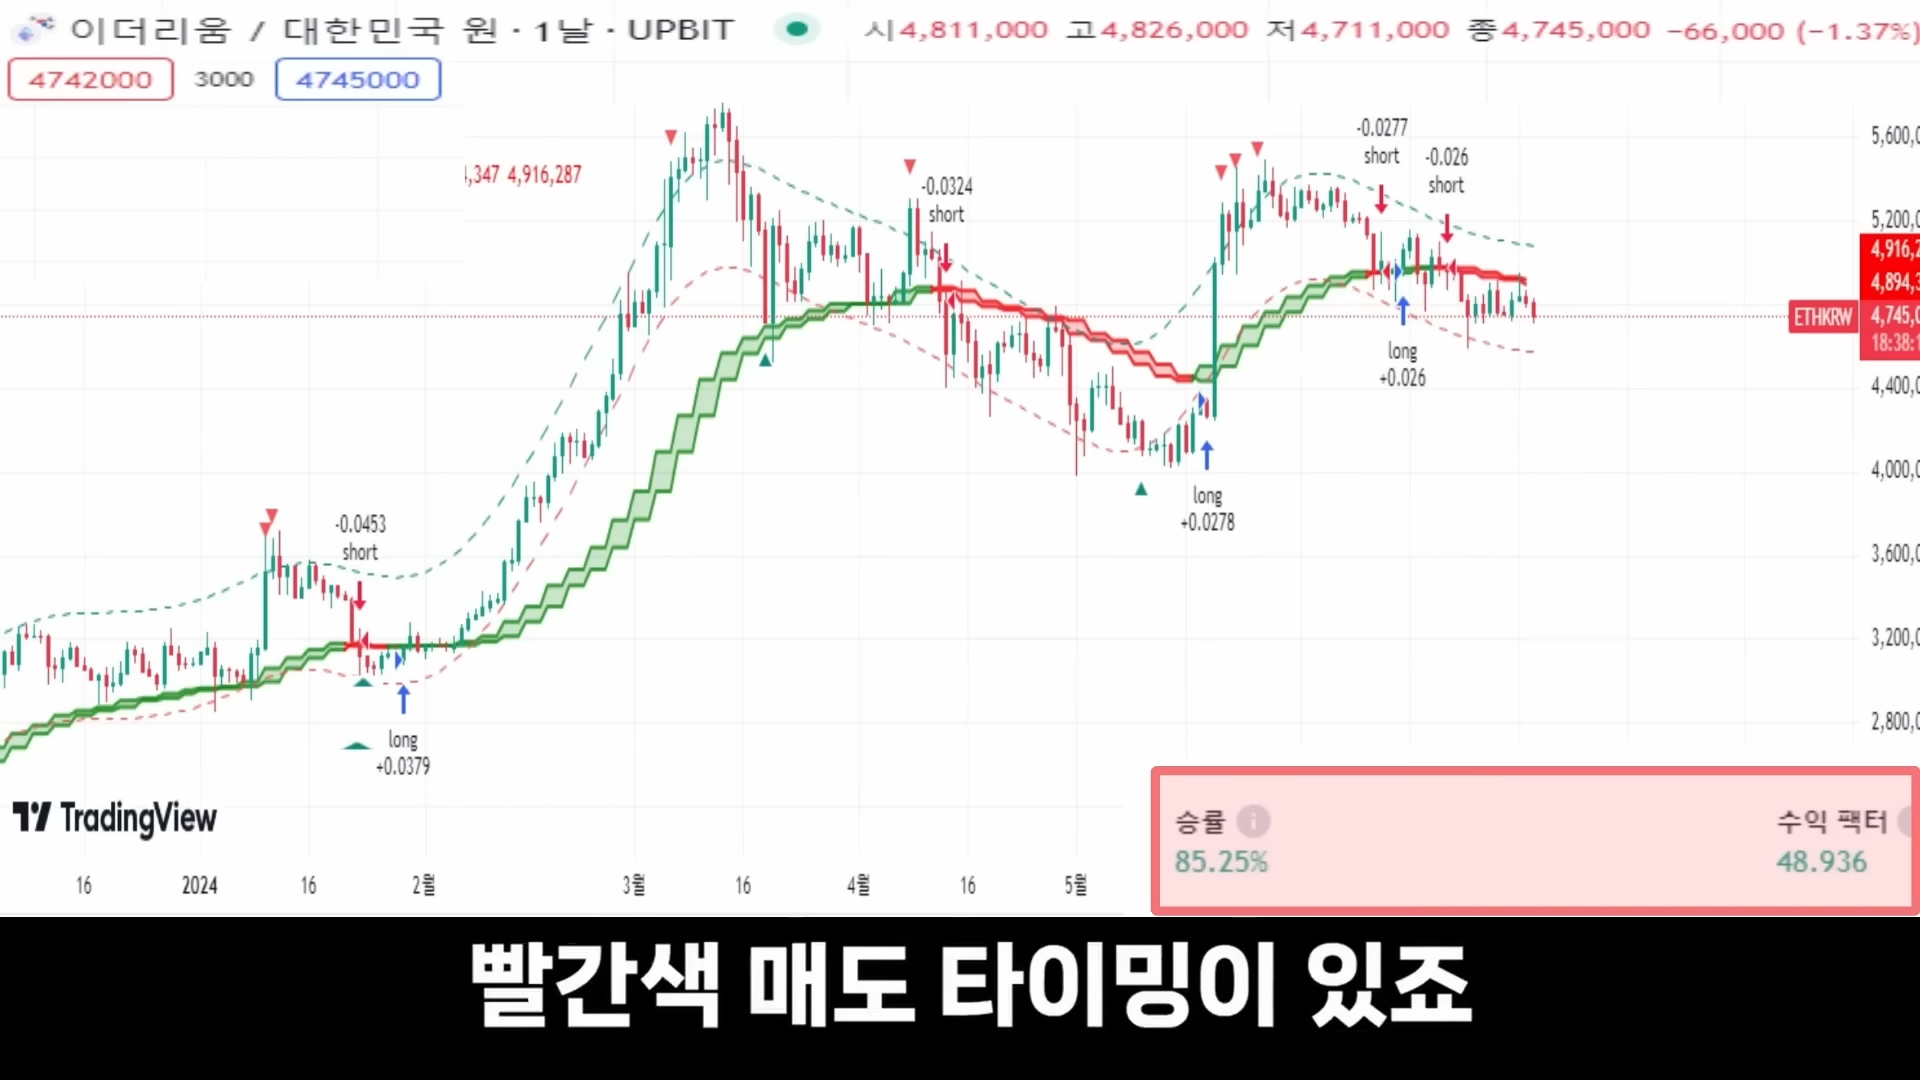 이더리움 / 대한민국 원 · 1날 · UPBIT
시4,811,000 고4,826,000 저4,711,000 종4,745,000 −66,000 (−1.37%)
4742000 3000 4745000
,347 4,916,287
-0.0277
short
-0.026
short
-0.0324
short
long
+0.026
long
+0.0278
-0.0453
short
long
+0.0379
5,600,0
5,200,0
4,916,2
4,894,3
ETHKRW 4,745,0
18:38:1
4,400,0
4,000,0
3,600,0
3,200,0
2,800,0
TradingView
승률 i 수익 팩터
85.25% 48.936
16 2024 16 2월 3월 16 4월 16 5월
빨간색 매도 타이밍이 있죠